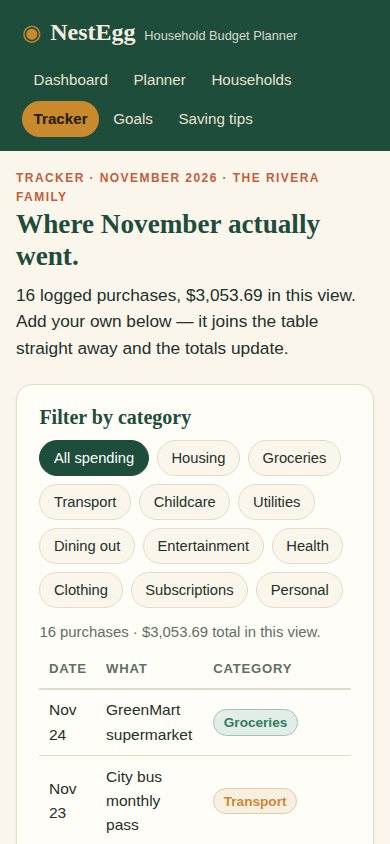 NestEgg Household Budget Planner
Dashboard Planner Households
Tracker Goals Saving tips
TRACKER · NOVEMBER 2026 · THE RIVERA
FAMILY
Where November actually
went.
16 logged purchases, $3,053.69 in this view.
Add your own below — it joins the table
straight away and the totals update.
Filter by category
All spending Housing Groceries
Transport Childcare Utilities
Dining out Entertainment Health
Clothing Subscriptions Personal
16 purchases · $3,053.69 total in this view.
DATE WHAT CATEGORY
Nov 24 GreenMart supermarket Groceries
Nov 23 City bus monthly pass Transport